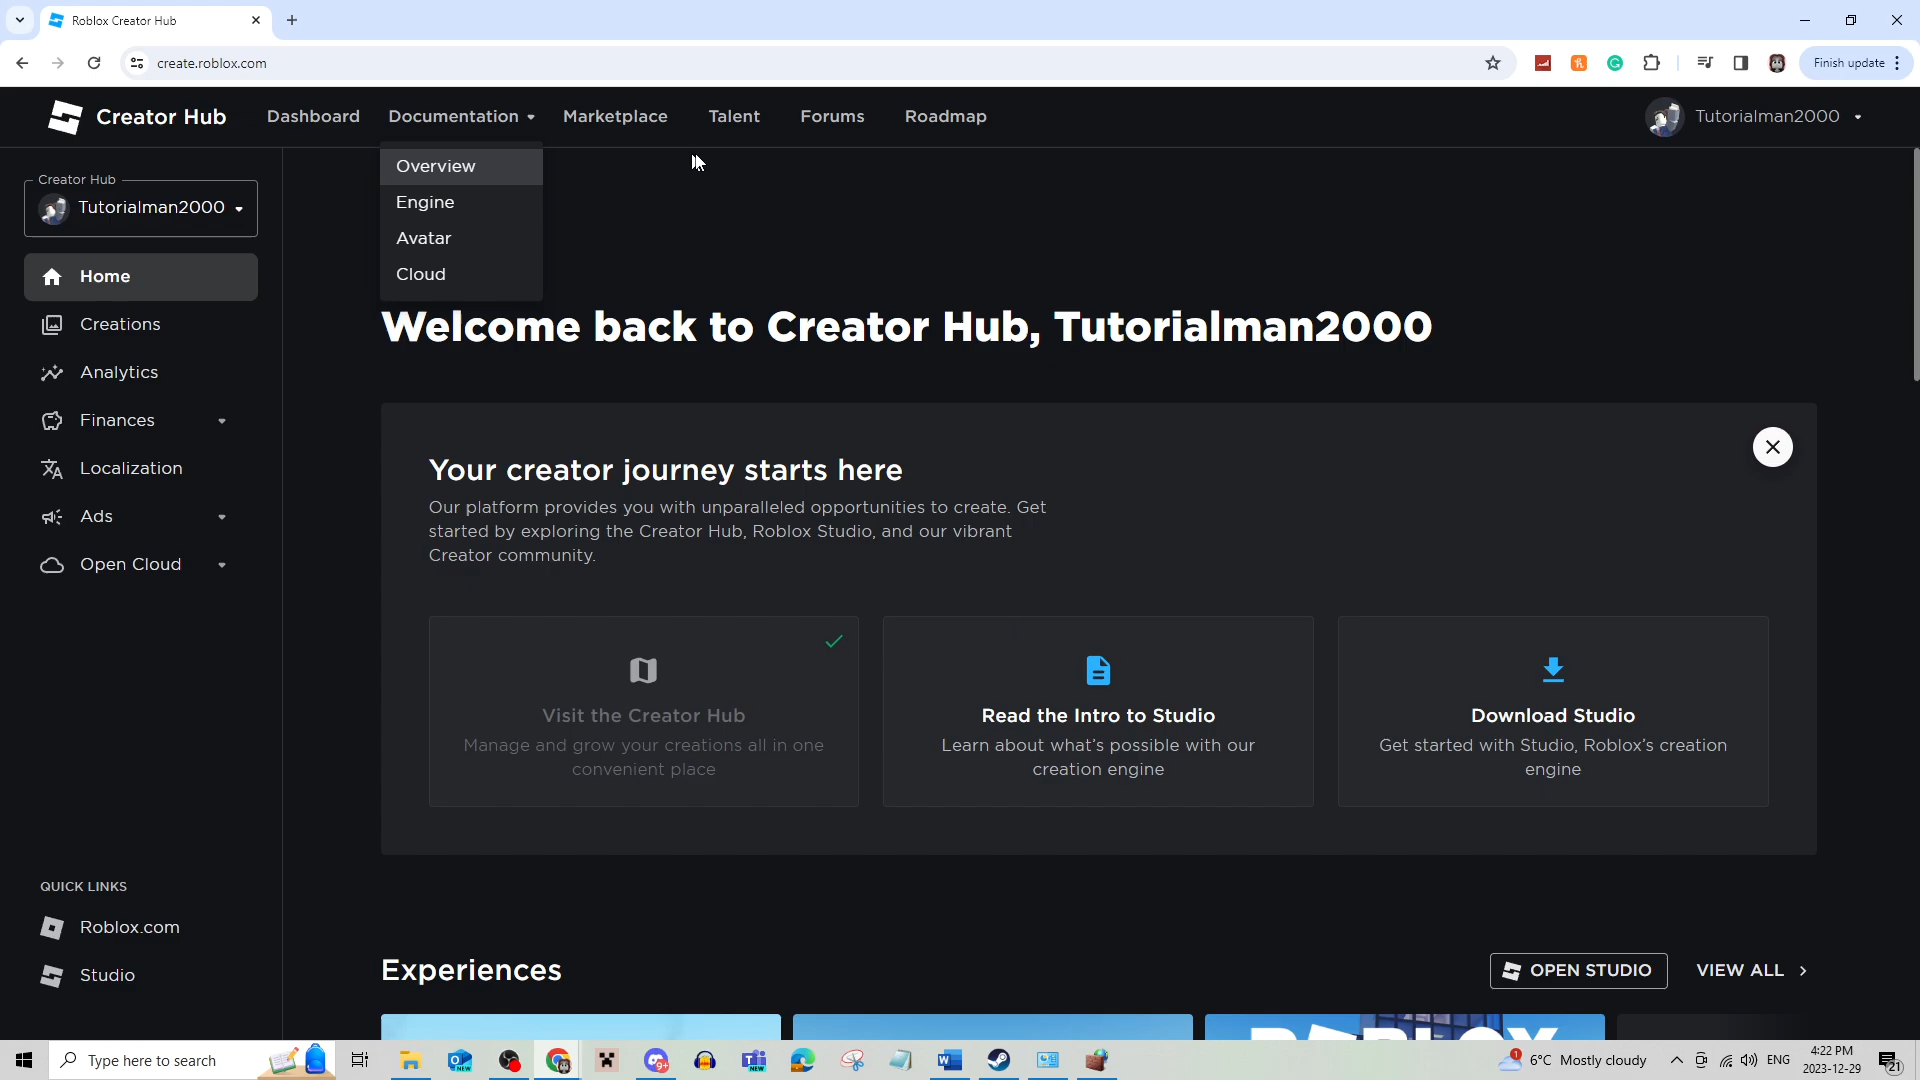 Roblox Creator Hub
create.roblox.com
Finish update
Creator Hub
Dashboard
Documentation
Marketplace
Talent
Forums
Roadmap
Tutorialman2000
Overview
Engine
Avatar
Cloud
Creator Hub
Tutorialman2000
Home
Creations
Analytics
Finances
Localization
Ads
Open Cloud
QUICK LINKS
Roblox.com
Studio
Welcome back to Creator Hub, Tutorialman2000
Your creator journey starts here
Our platform provides you with unparalleled opportunities to create. Get
started by exploring the Creator Hub, Roblox Studio, and our vibrant
Creator community.
Visit the Creator Hub
Manage and grow your creations all in one
convenient place
Read the Intro to Studio
Learn about what's possible with our
creation engine
Download Studio
Get started with Studio, Roblox's creation
engine
Experiences
OPEN STUDIO
VIEW ALL
ROBLOX
Type here to search
NEW
9+
NEW
1
6°C Mostly cloudy
ENG
4:22 PM
2023-12-29
21